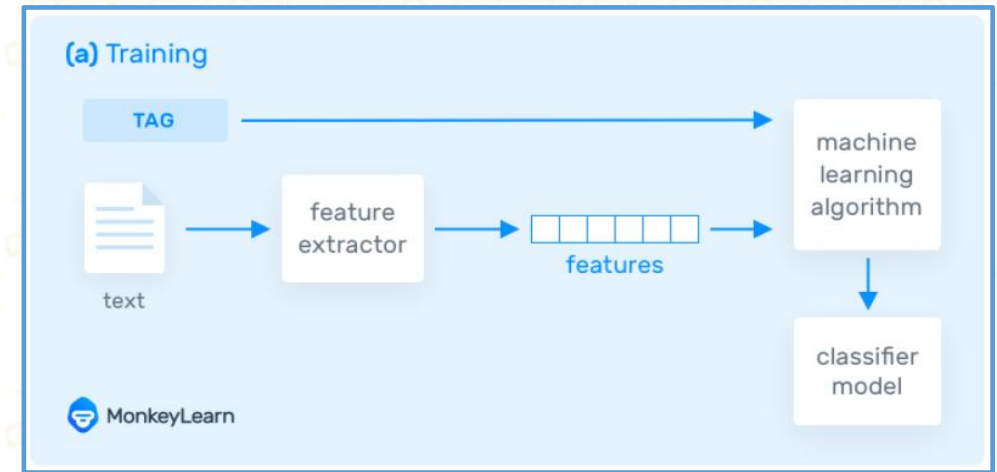 (a) Training
TAG
machine
learning
algorithm
feature
extractor
features
text
classifier
model
MonkeyLearn